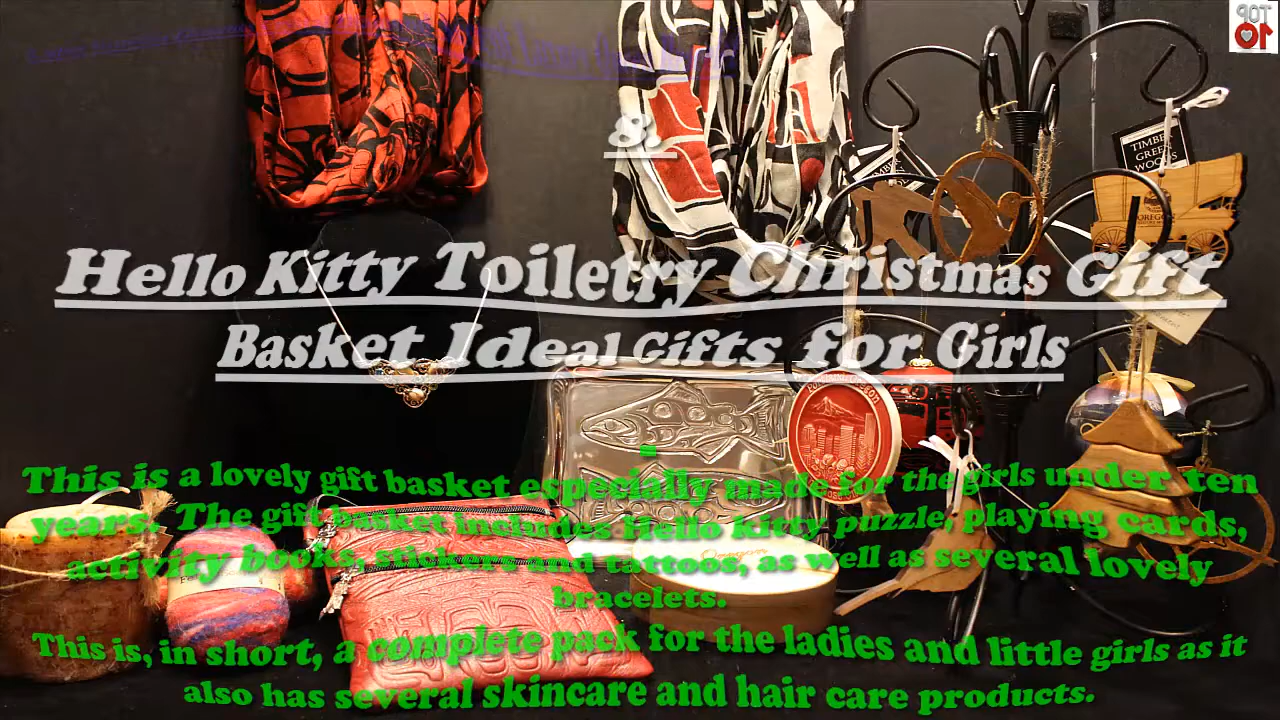 8.
Hello Kitty Toiletry Christmas Gift
Basket Ideal Gifts for Girls
.
This is a lovely gift basket especially made for the girls under ten
years. The gift basket includes Hello kitty puzzle, playing cards,
activity books, stickers and tattoos, as well as several lovely
bracelets.
This is, in short, a complete pack for the ladies and little girls as it
also has several skincare and hair care products.
TOP
10
TIMBER
GREEN
WOODS
OREGON
Oregon